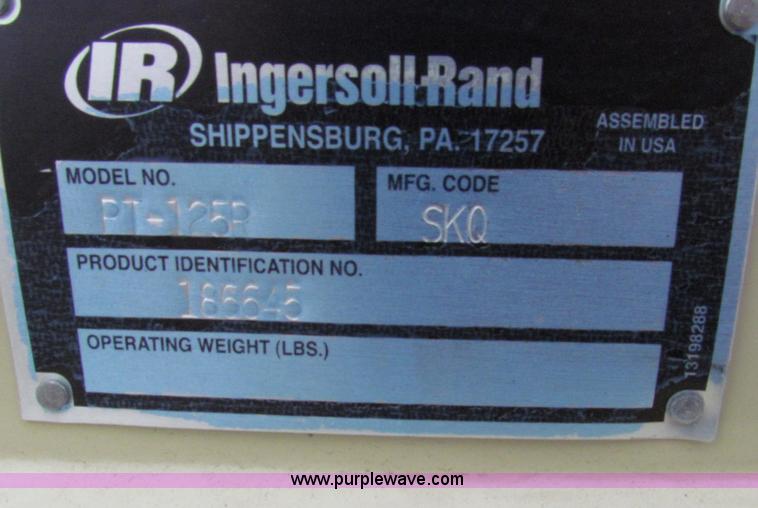 IR Ingersoll-Rand
SHIPPENSBURG, PA. 17257
ASSEMBLED
IN USA
MODEL NO.
PT-125R
MFG. CODE
SKQ
PRODUCT IDENTIFICATION NO.
186645
OPERATING WEIGHT (LBS.)
13198288
www.purplewave.com